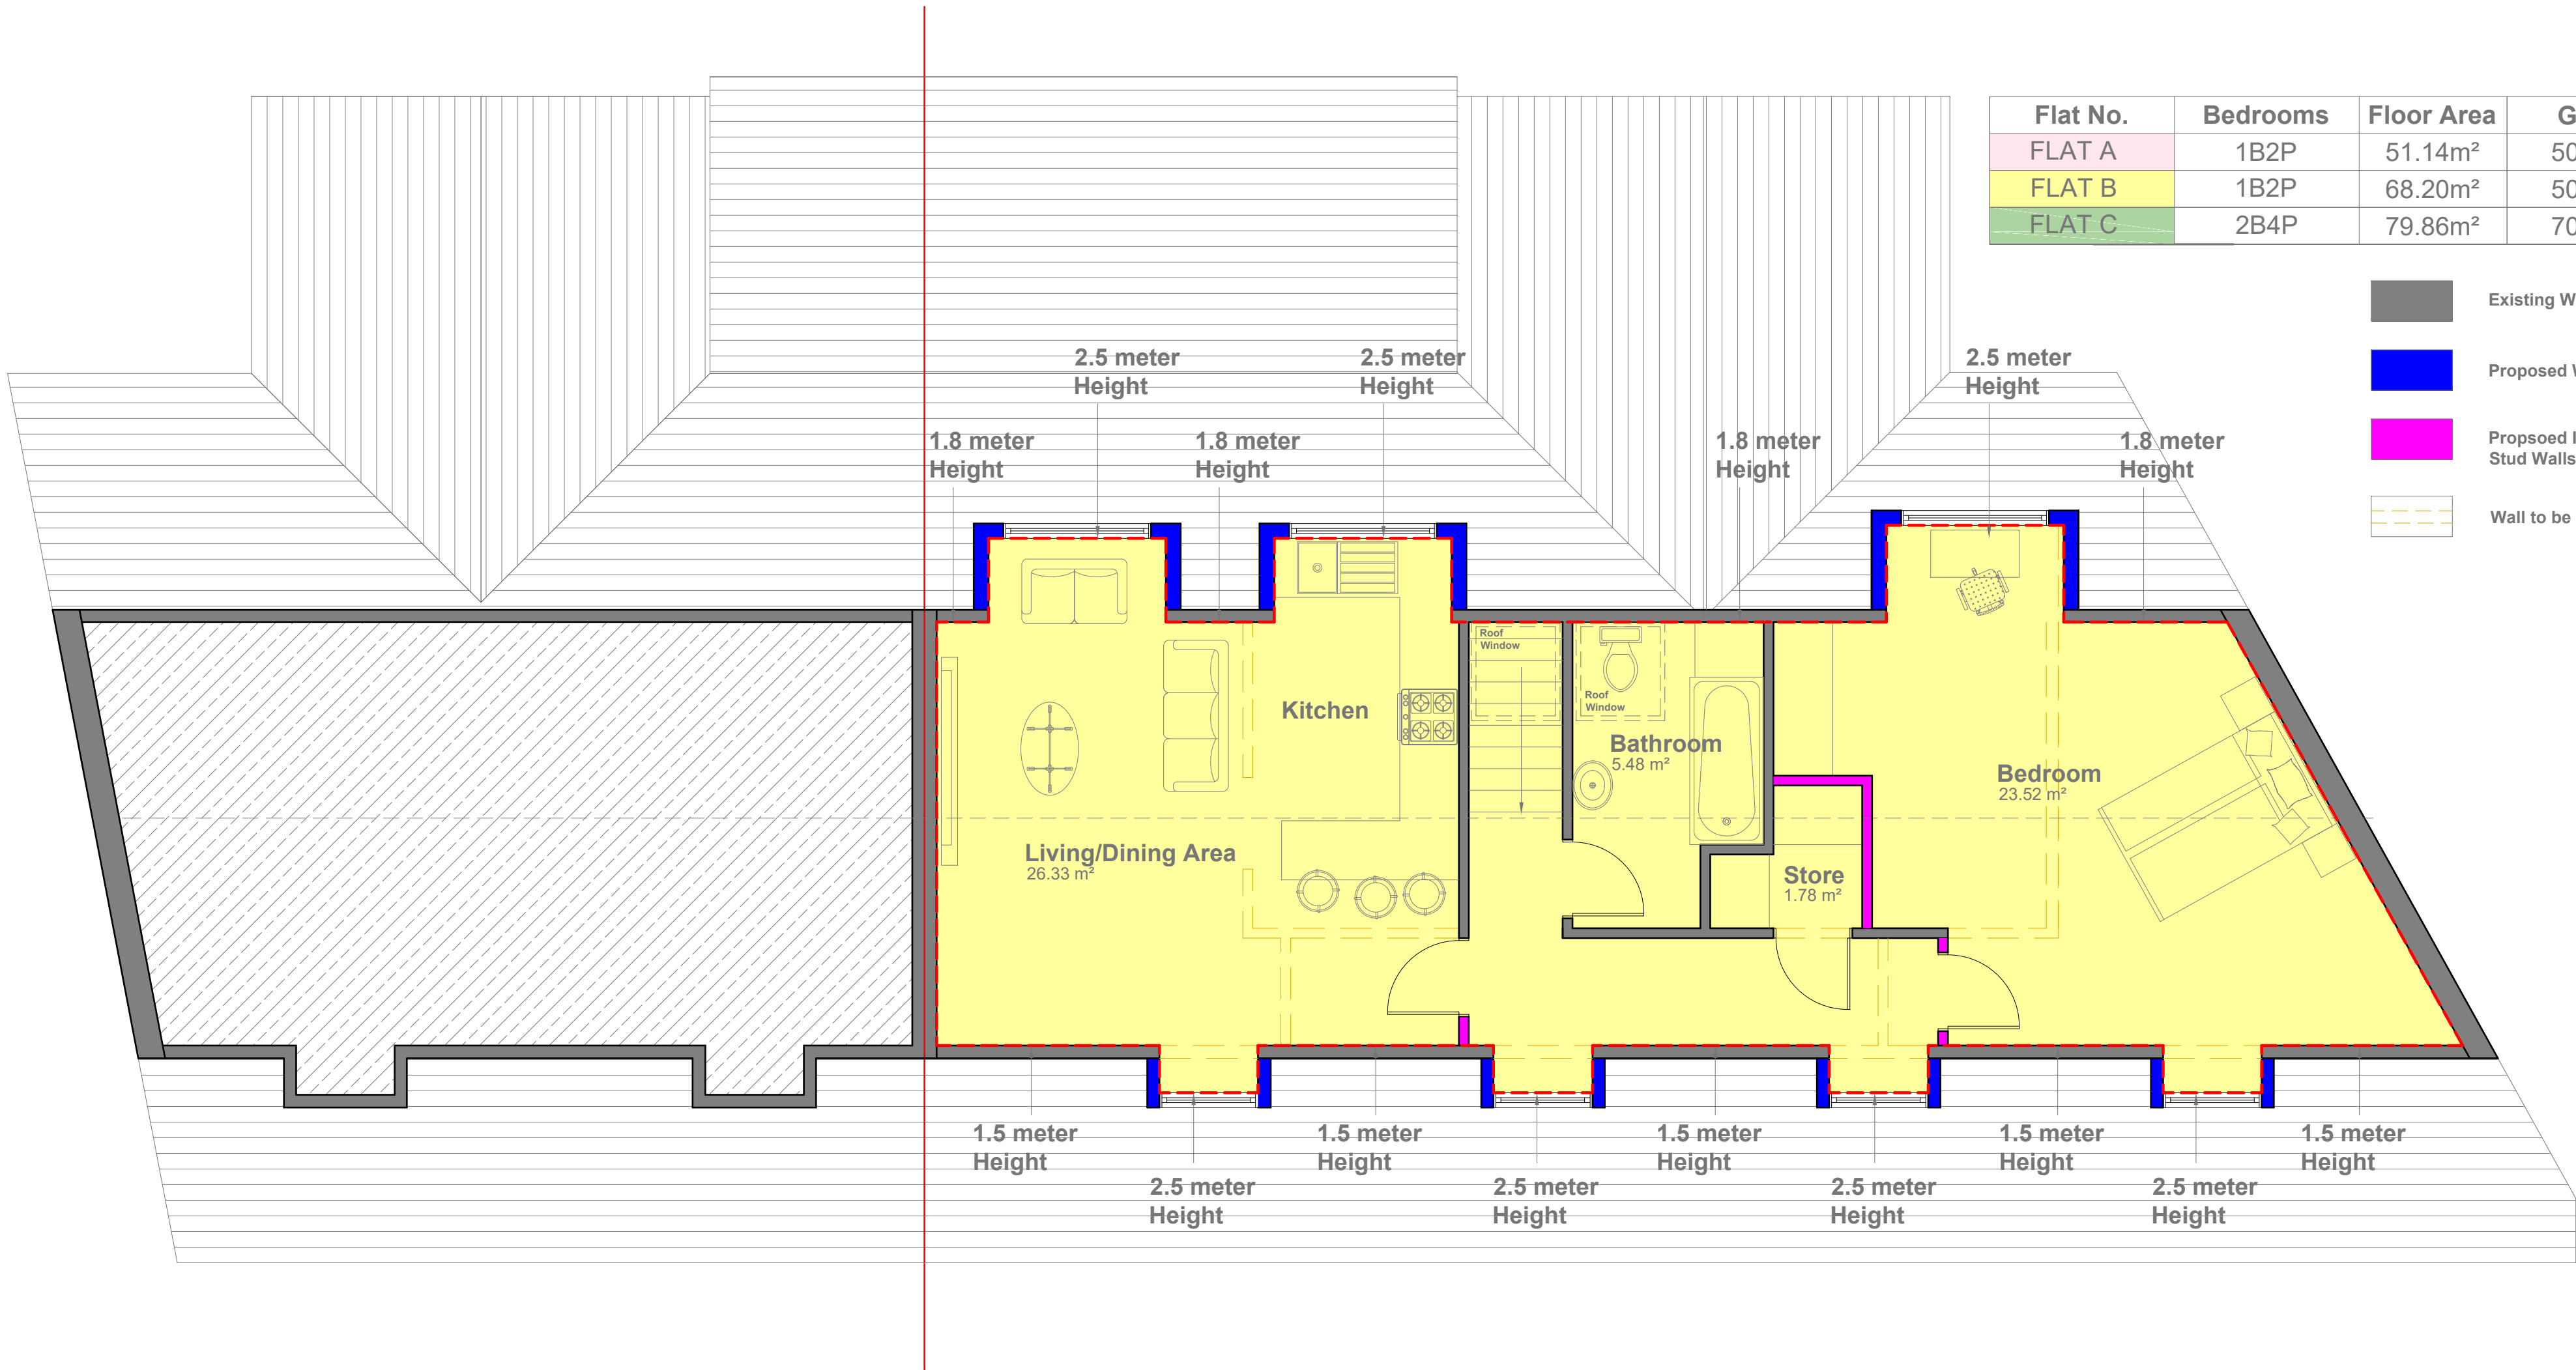 Flat No. Bedrooms Floor Area G
FLAT A 1B2P 51.14m² 50
FLAT B 1B2P 68.20m² 50
FLAT C 2B4P 79.86m² 70
Existing W
Proposed W
Propsoed I
Stud Walls
Wall to be
2.5 meter
Height
2.5 meter
Height
2.5 meter
Height
1.8 meter
Height
1.8 meter
Height
1.8 meter
Height
1.8 meter
Height
Roof
Window
Roof
Window
Kitchen
Bathroom
5.48 m²
Bedroom
23.52 m²
Living/Dining Area
26.33 m²
Store
1.78 m²
1.5 meter
Height
1.5 meter
Height
1.5 meter
Height
1.5 meter
Height
1.5 meter
Height
2.5 meter
Height
2.5 meter
Height
2.5 meter
Height
2.5 meter
Height